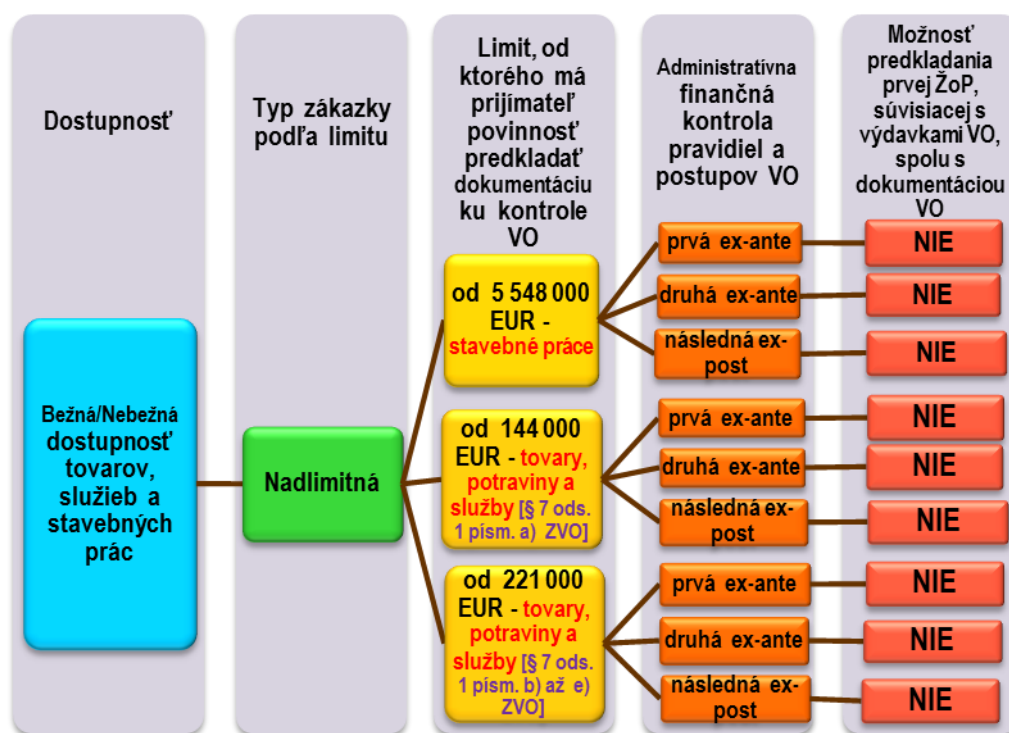 Dostupnosť
Typ zákazky
podľa limitu
Limit, od
ktorého má
prijímateľ
povinnosť
predkladať
dokumentáciu
ku kontrole
VO
Administratívna
finančná
kontrola
pravidiel a
postupov VO
Možnosť
predkladania
prvej ŽoP,
súvisiacej s
výdavkami VO,
spolu s
dokumentáciou
VO
Bežná/Nebežná
dostupnosť
tovarov,
služieb a
stavebných
prác
Nadlimitná
od 5 548 000
EUR -
stavebné práce
prvá ex-ante
NIE
druhá ex-ante
NIE
následná ex-
post
NIE
od 144 000
EUR - tovary,
potraviny a
služby [§ 7 ods.
1 písm. a) ZVO]
prvá ex-ante
NIE
druhá ex-ante
NIE
následná ex-
post
NIE
od 221 000
EUR - tovary,
potraviny a
služby [§ 7 ods.
1 písm. b) až e)
ZVO]
prvá ex-ante
NIE
druhá ex-ante
NIE
následná ex-
post
NIE